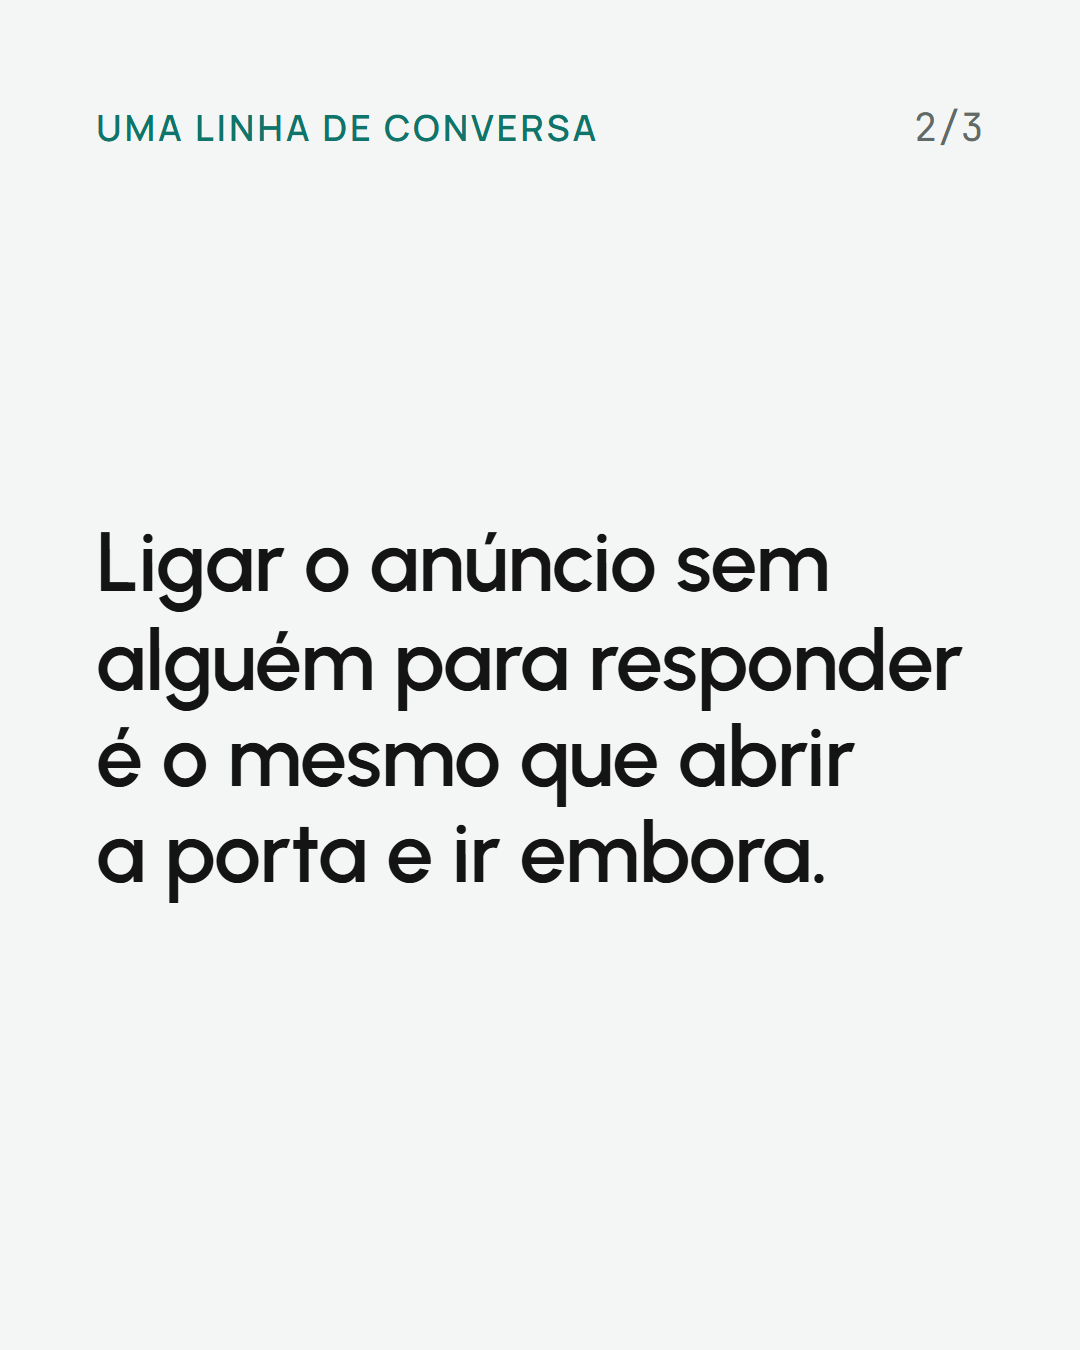 UMA LINHA DE CONVERSA
2/3
Ligar o anúncio sem
alguém para responder
é o mesmo que abrir
a porta e ir embora.